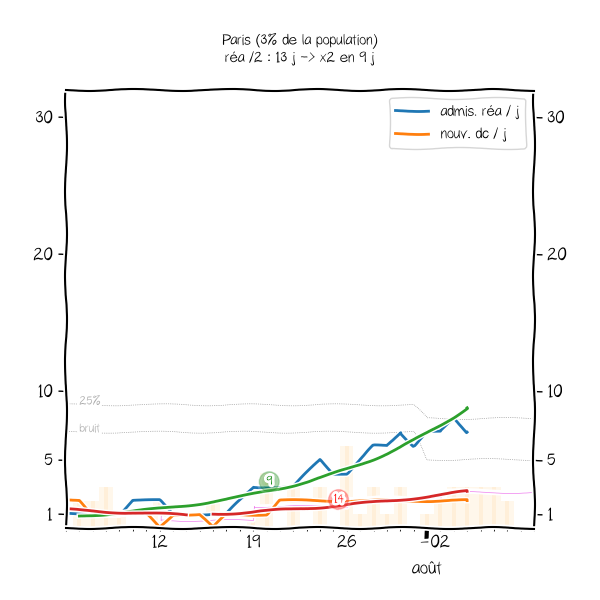 Paris (3% de la population)
réa /2 : 13 j -> x2 en 9 j
admis. réa / j
nouv. dc / j
30
30
20
20
10
10
25%
bruit
5
5
9
14
1
1
12
19
26
02
août